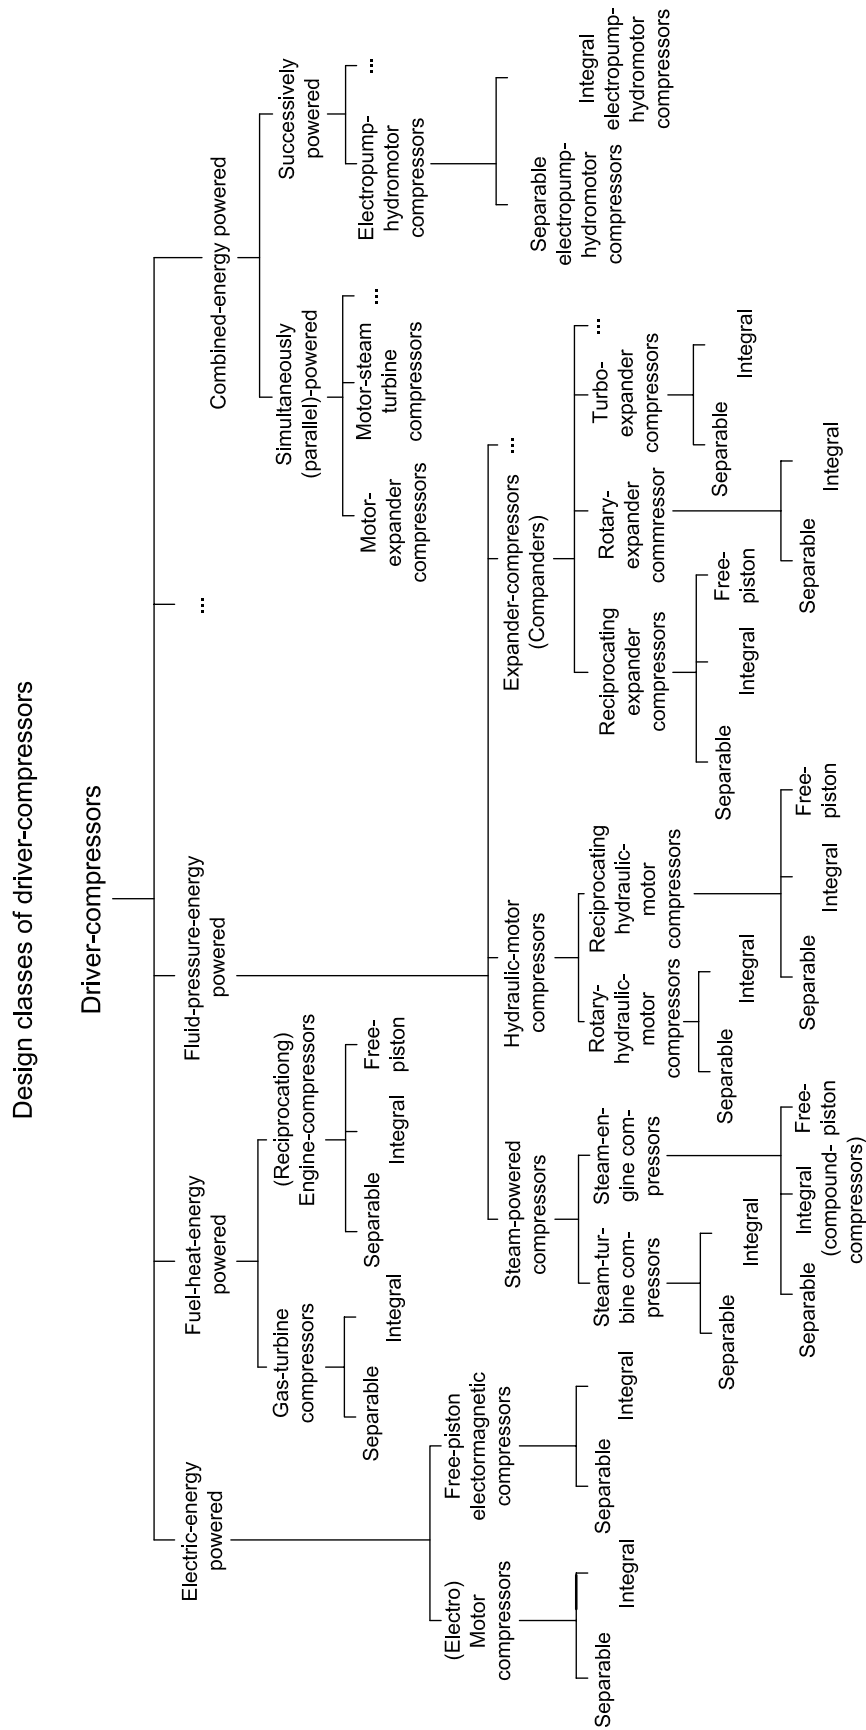 Design classes of driver-compressors
Driver-compressors
Electric-energy
powered
Fuel-heat-energy
powered
Fluid-pressure-energy
powered
...
Combined-energy powered
(Electro)
Motor
compressors
Separable
Integral
Free-piston
electormagnetic
compressors
Separable
Integral
Gas-turbine
compressors
Separable
Integral
(Reciprocationg)
Engine-compressors
Separable
Integral
Free-
piston
Steam-powered
compressors
Steam-tur-
bine com-
pressors
Separable
Integral
Steam-en-
gine com-
pressors
Separable
Integral
(compound-
compressors)
Free-
piston
Hydraulic-motor
compressors
Rotary-
hydraulic-
motor
compressors
Separable
Integral
Reciprocating
hydraulic-
motor
compressors
Separable
Integral
Free-
piston
Expander-compressors
(Companders)
Reciprocating
expander
compressors
Separable
Integral
Free-
piston
Rotary-
expander
commressor
Separable
Integral
Turbo-
expander
compressors
Separable
Integral
...
...
Simultaneously
(parallel)-powered
Motor-
expander
compressors
Motor-steam
turbine
compressors
...
Successively
powered
Electropump-
hydromotor
compressors
Separable
electropump-
hydromotor
compressors
Integral
electropump-
hydromotor
compressors
...